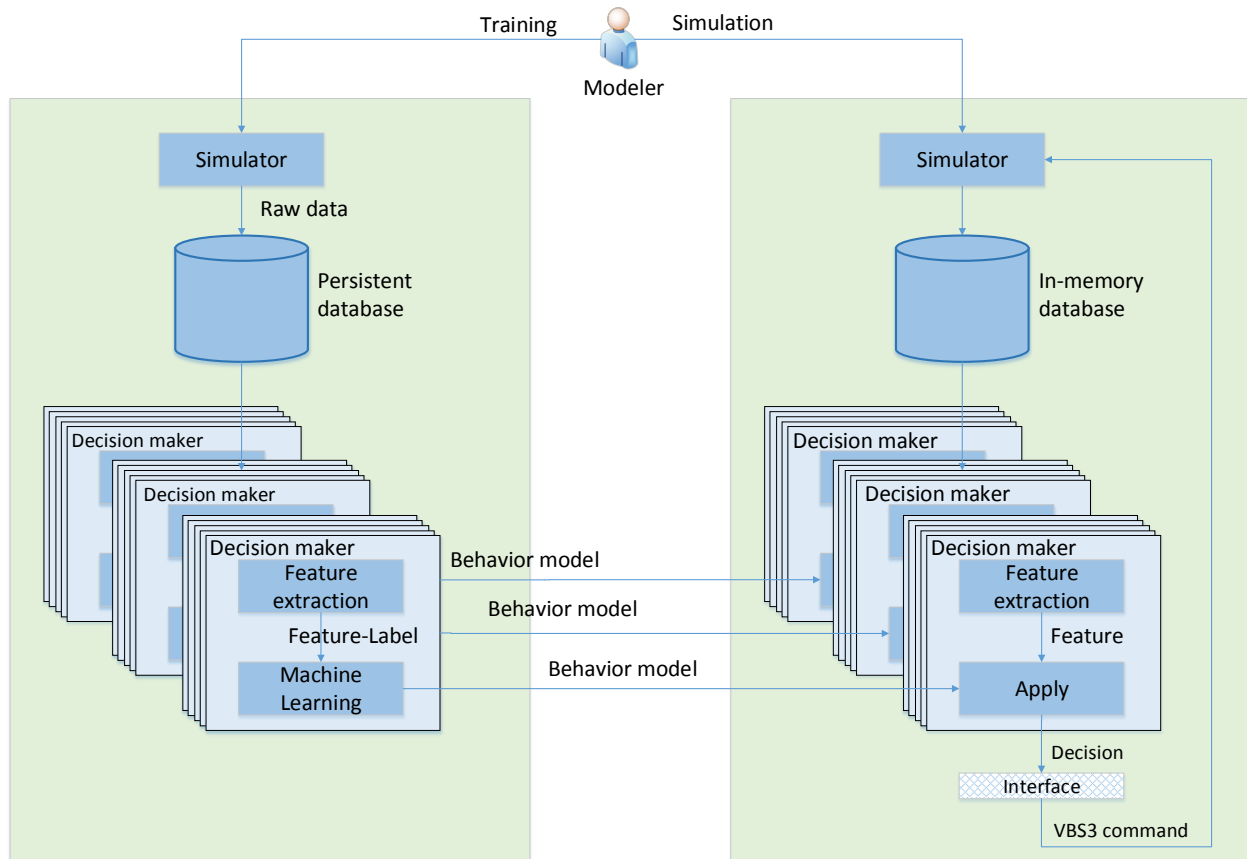 Training
Simulation
Modeler
Simulator
Raw data
Persistent
database
Decision maker
Decision maker
Decision maker
Feature
extraction
Feature-Label
Machine
Learning
Behavior model
Behavior model
Behavior model
Simulator
In-memory
database
Decision maker
Decision maker
Decision maker
Feature
extraction
Feature
Apply
Decision
Interface
VBS3 command